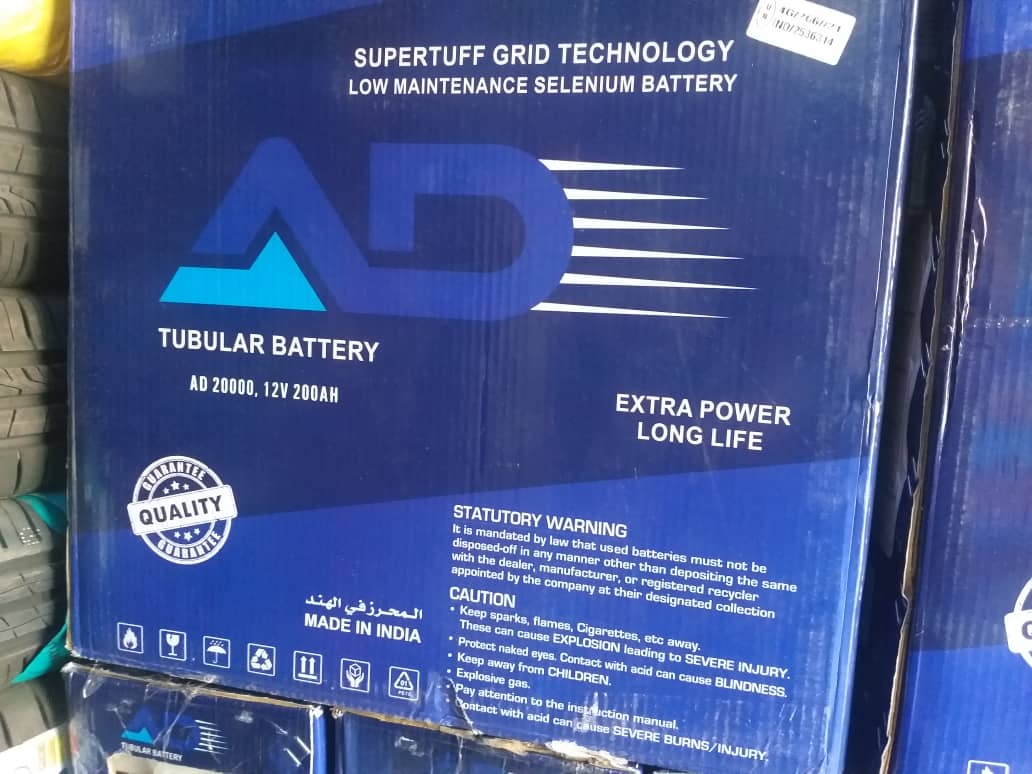 SUPERTUFF GRID TECHNOLOGY
LOW MAINTENANCE SELENIUM BATTERY
AD
TUBULAR BATTERY
AD 20000, 12V 200AH
EXTRA POWER
LONG LIFE
GUARANTEE
QUALITY
GUARANTEE
STATUTORY WARNING
It is mandated by law that used batteries must not be
disposed-off in any manner other than depositing the same
with the dealer, manufacturer, or registered recycler
appointed by the company at their designated collection
CAUTION
• Keep sparks, flames, Cigarettes, etc away.
These can cause EXPLOSION leading to SEVERE INJURY.
• Protect naked eyes. Contact with acid can cause BLINDNESS.
• Keep away from CHILDREN.
• Explosive gas.
• Pay attention to the instruction manual.
Contact with acid can cause SEVERE BURNS/INJURY.
المحرز في الهند
MADE IN INDIA
AD
TUBULAR BATTERY